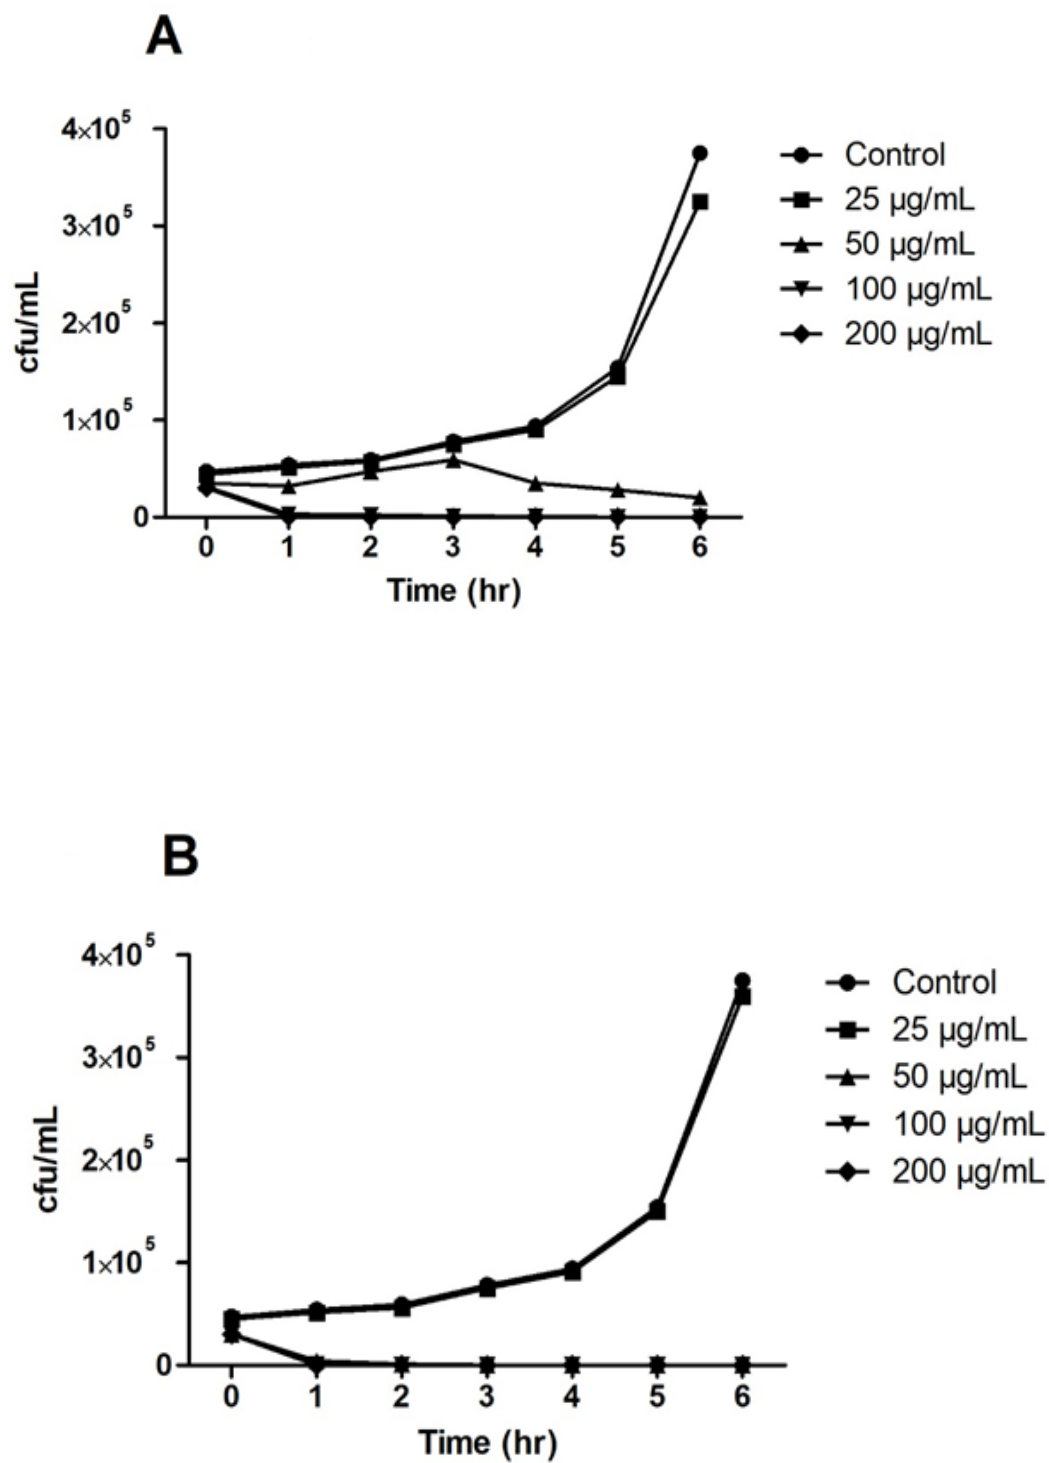 A
4×10⁵
3×10⁵
2×10⁵
1×10⁵
0
cfu/mL
0 1 2 3 4 5 6
Time (hr)
Control
25 µg/mL
50 µg/mL
100 µg/mL
200 µg/mL
B
4×10⁵
3×10⁵
2×10⁵
1×10⁵
0
cfu/mL
0 1 2 3 4 5 6
Time (hr)
Control
25 µg/mL
50 µg/mL
100 µg/mL
200 µg/mL